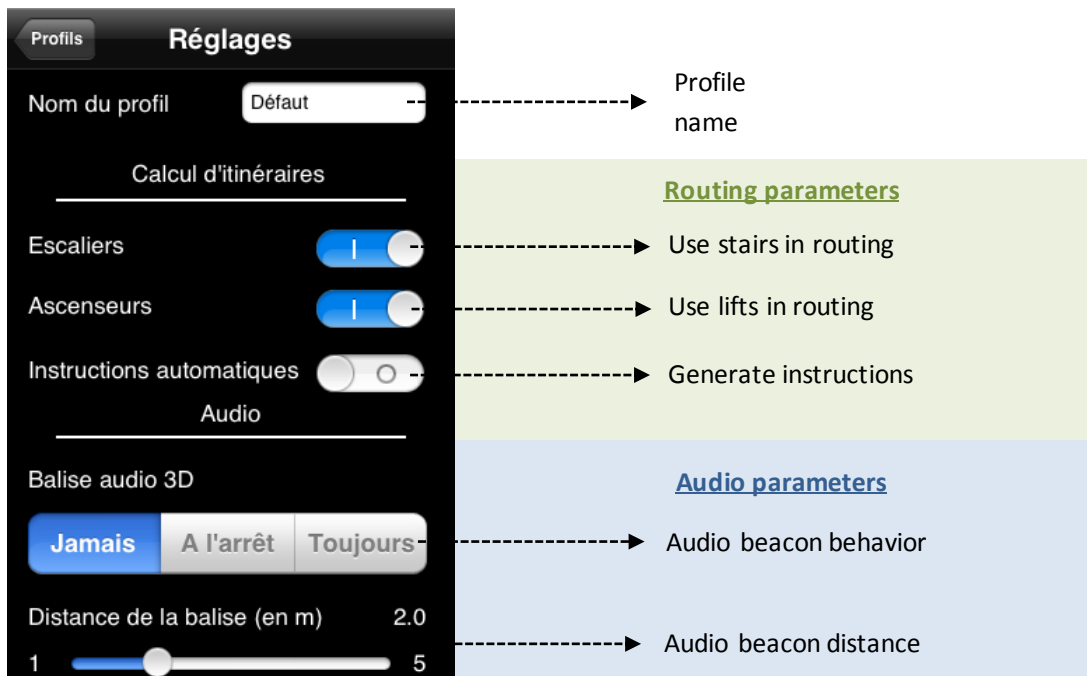 Profils
Réglages
Nom du profil
Défaut
Profile
name
Calcul d'itinéraires
Routing parameters
Escaliers
Use stairs in routing
Ascenseurs
Use lifts in routing
Instructions automatiques
Generate instructions
Audio
Balise audio 3D
Audio parameters
Jamais
A l'arrêt
Toujours
Audio beacon behavior
Distance de la balise (en m) 2.0
Audio beacon distance
1 5